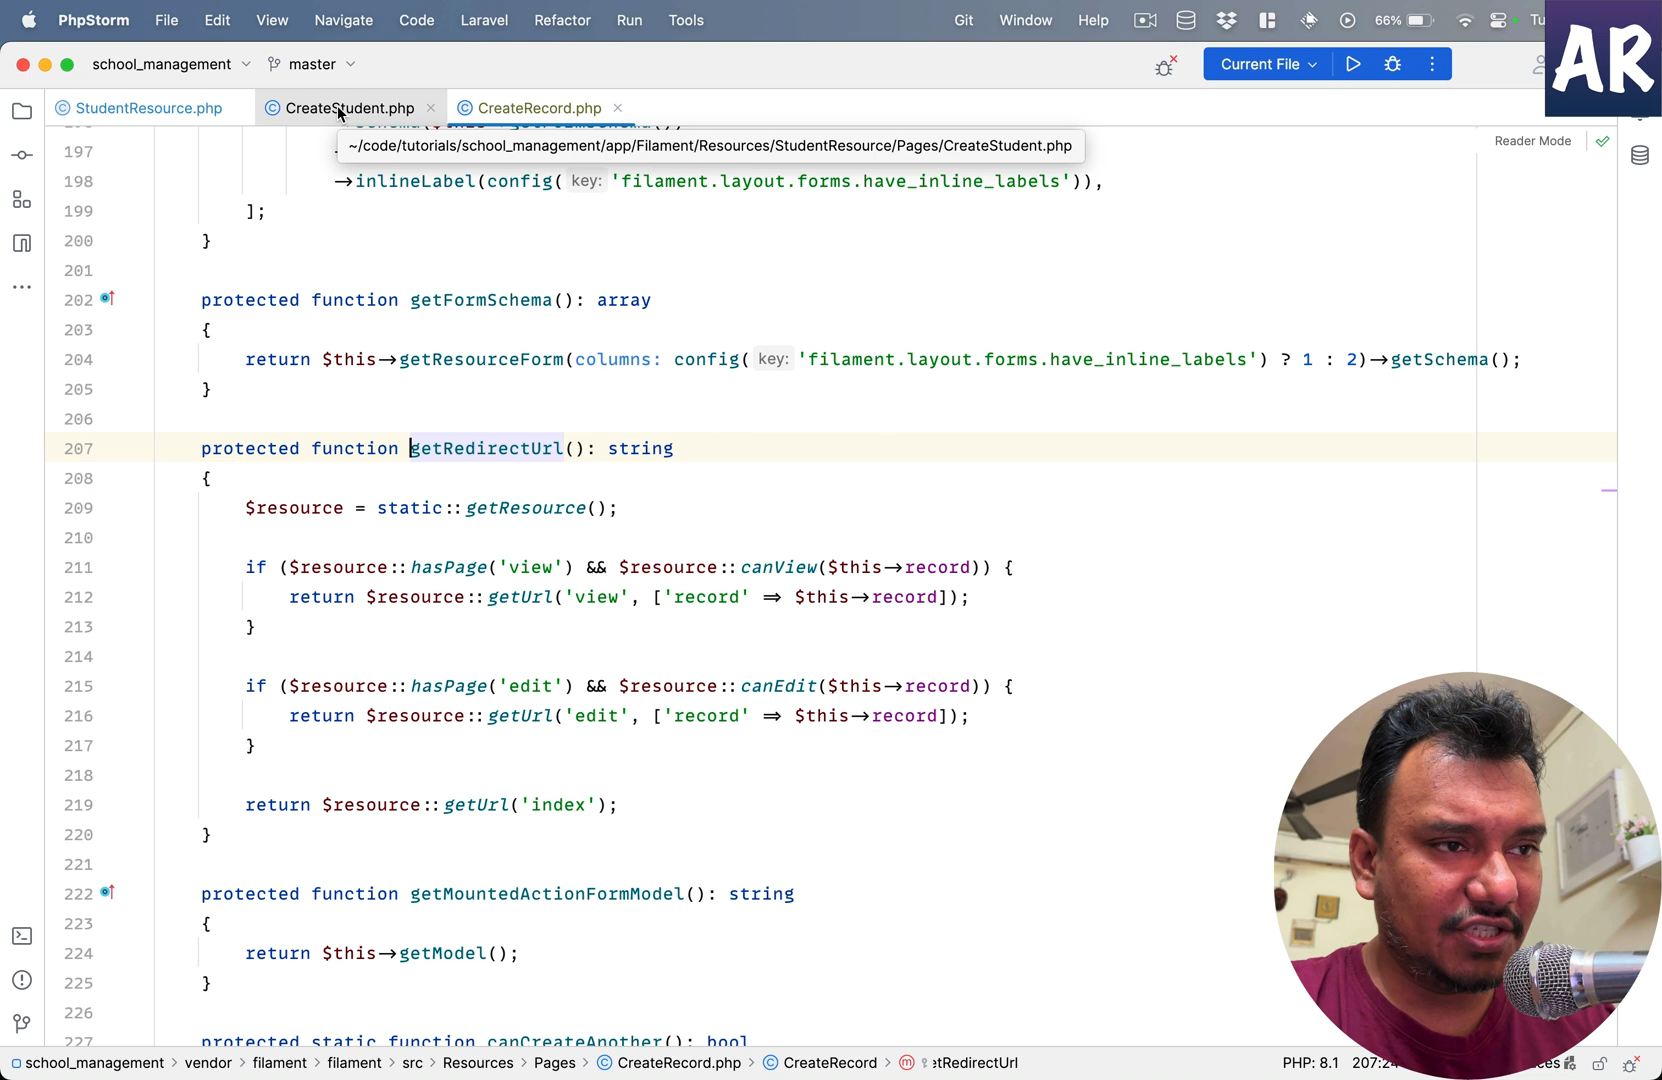 PhpStorm File Edit View Navigate Code Laravel Refactor Run Tools Git Window Help 66% Tu
AR
school_management master Current File
StudentResource.php CreateStudent.php CreateRecord.php
~/code/tutorials/school_management/app/Filament/Resources/StudentResource/Pages/CreateStudent.php
Reader Mode
197
198 ->inlineLabel(config( key: 'filament.layout.forms.have_inline_labels')),
199 ];
200 }
201
202 protected function getFormSchema(): array
203 {
204 return $this->getResourceForm(columns: config( key: 'filament.layout.forms.have_inline_labels') ? 1 : 2)->getSchema();
205 }
206
207 protected function getRedirectUrl(): string
208 {
209 $resource = static::getResource();
210
211 if ($resource::hasPage('view') && $resource::canView($this->record)) {
212 return $resource::getUrl('view', ['record' => $this->record]);
213 }
214
215 if ($resource::hasPage('edit') && $resource::canEdit($this->record)) {
216 return $resource::getUrl('edit', ['record' => $this->record]);
217 }
218
219 return $resource::getUrl('index');
220 }
221
222 protected function getMountedActionFormModel(): string
223 {
224 return $this->getModel();
225 }
226
227 protected static function canCreateAnother(): bool
school_management > vendor > filament > filament > src > Resources > Pages > CreateRecord.php > CreateRecord > etRedirectUrl PHP: 8.1 207:24 ces